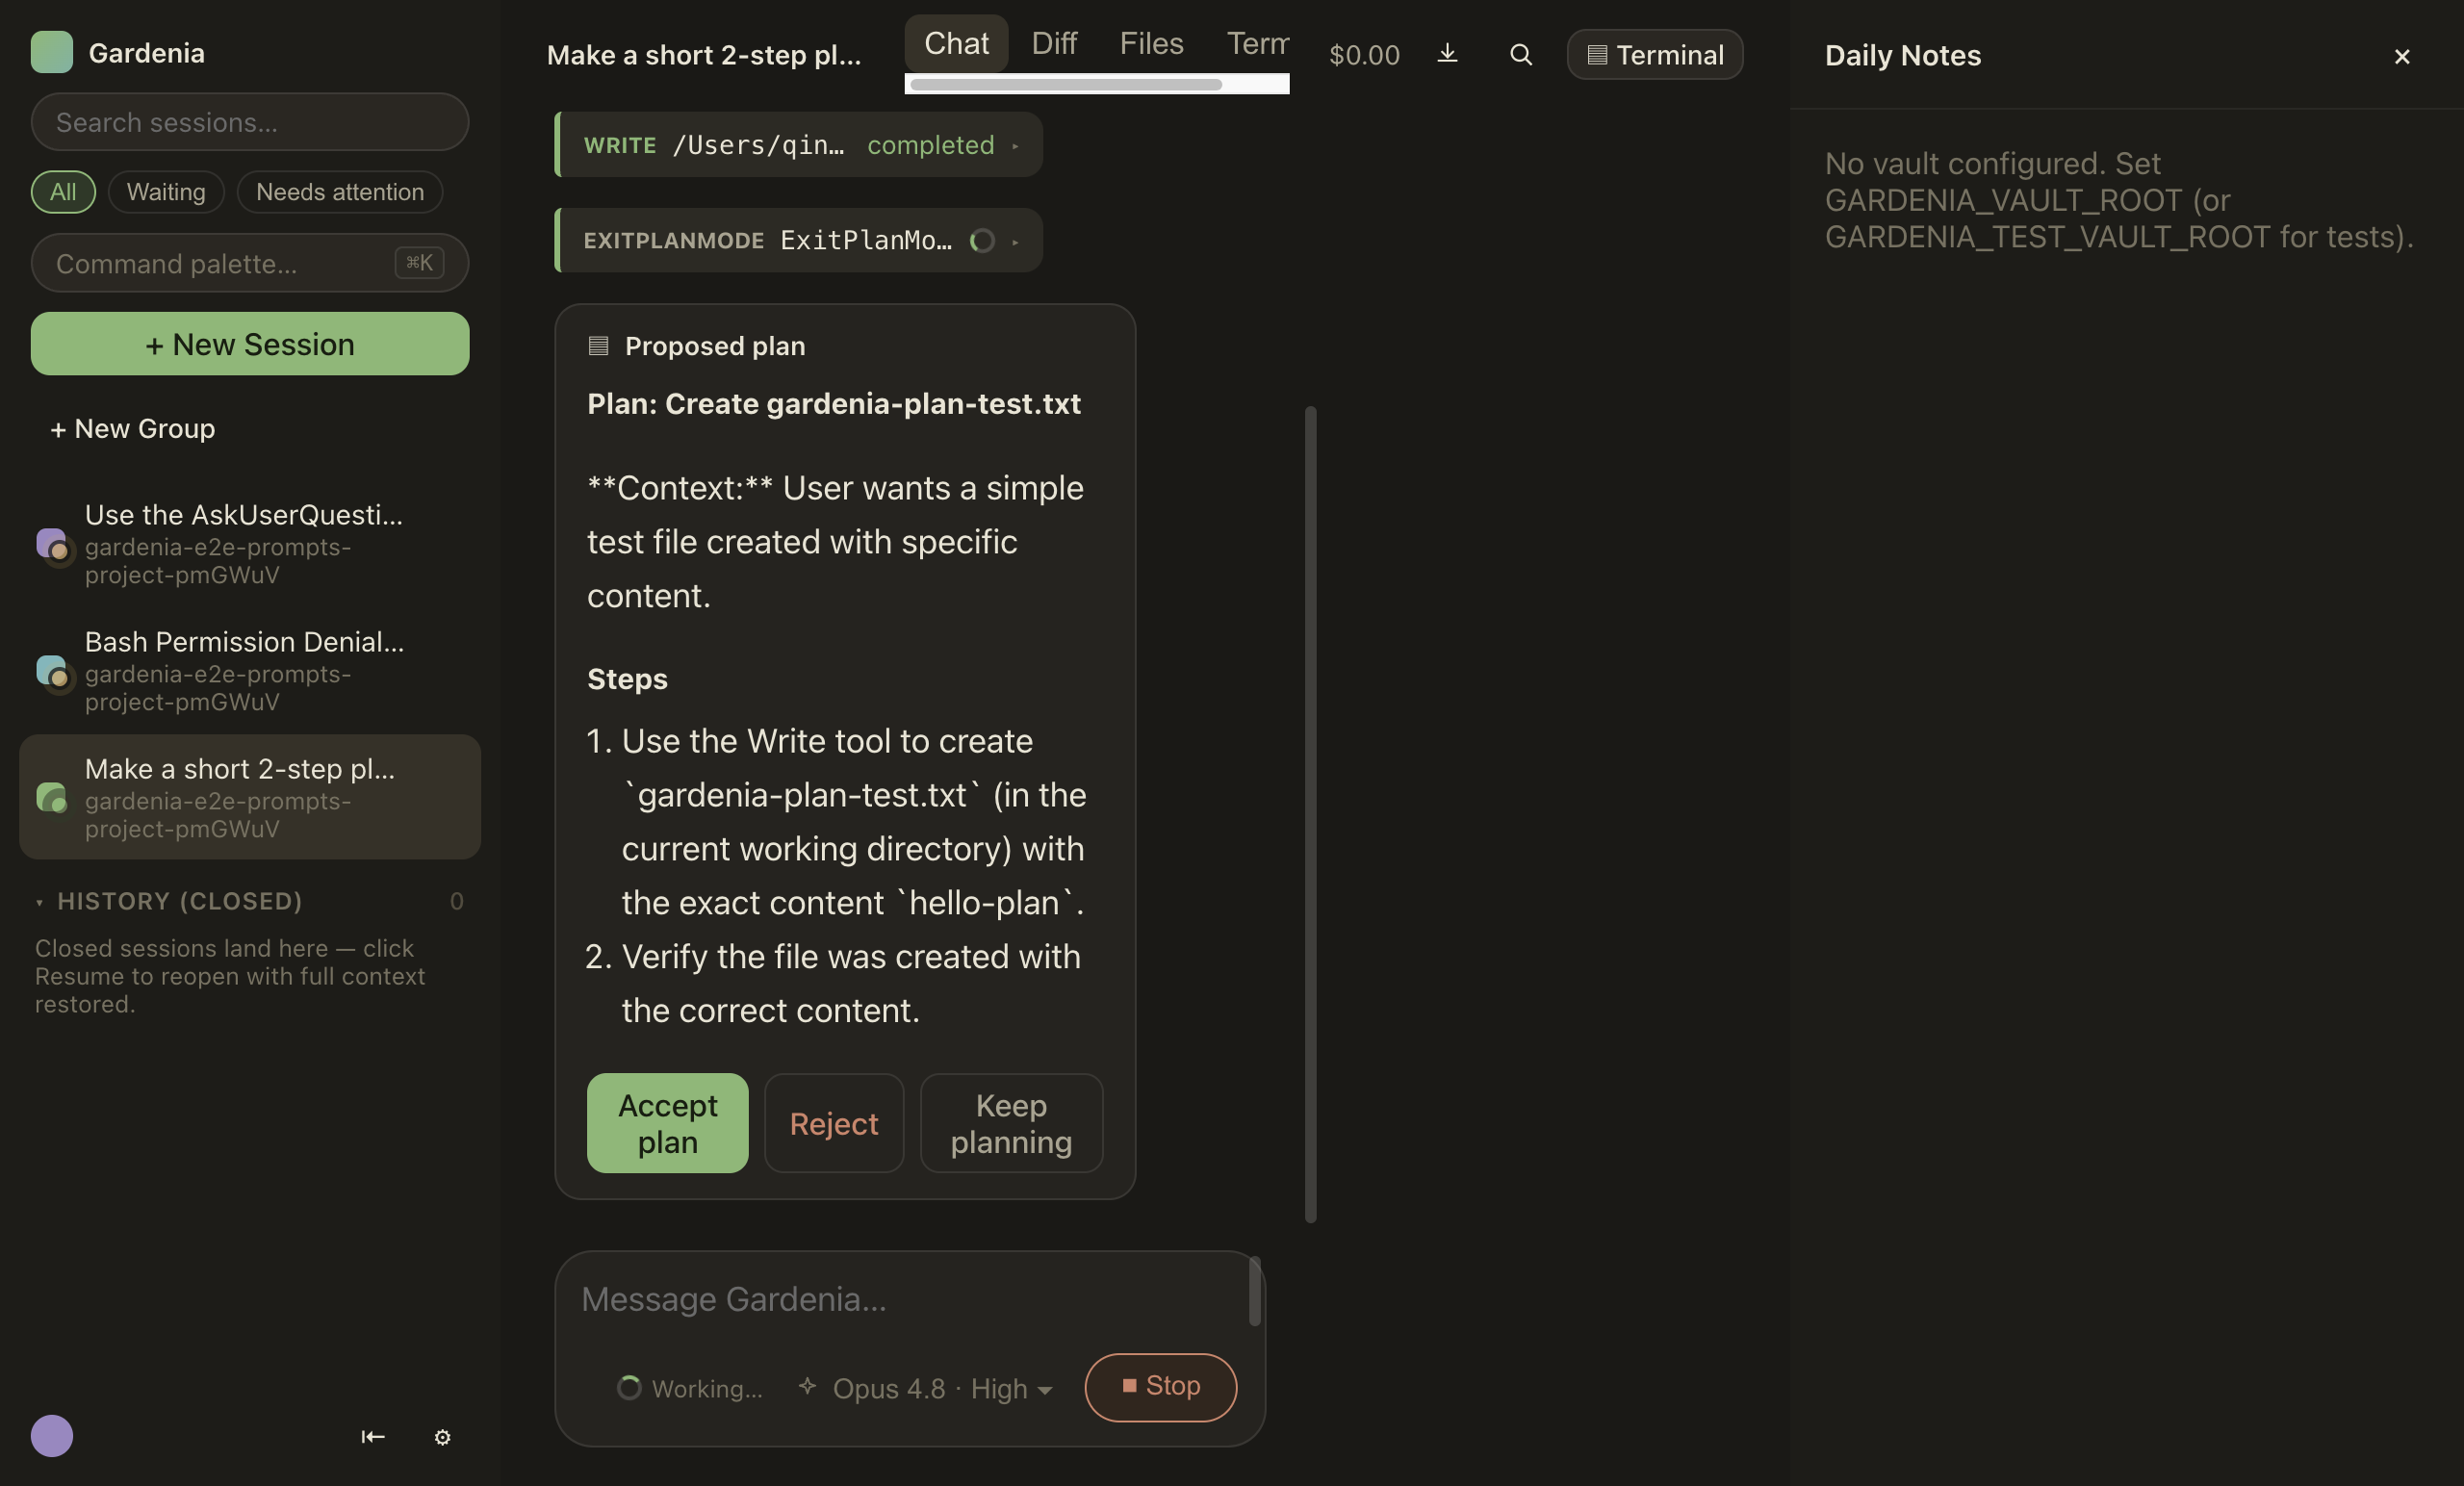 Gardenia
Search sessions...
All
Waiting
Needs attention
Command palette...
⌘K
+ New Session
+ New Group
Use the AskUserQuesti...
gardenia-e2e-prompts-
project-pmGWuV
Bash Permission Denial...
gardenia-e2e-prompts-
project-pmGWuV
Make a short 2-step pl...
gardenia-e2e-prompts-
project-pmGWuV
HISTORY (CLOSED)
0
Closed sessions land here — click
Resume to reopen with full context
restored.
Make a short 2-step pl...
Chat
Diff
Files
Term
$0.00
Terminal
WRITE /Users/qin… completed
EXITPLANMODE ExitPlanMo…
Proposed plan
Plan: Create gardenia-plan-test.txt
**Context:** User wants a simple
test file created with specific
content.
Steps
1. Use the Write tool to create
`gardenia-plan-test.txt` (in the
current working directory) with
the exact content `hello-plan`.
2. Verify the file was created with
the correct content.
Accept
plan
Reject
Keep
planning
Message Gardenia...
Working...
Opus 4.8 · High
Stop
Daily Notes
No vault configured. Set
GARDENIA_VAULT_ROOT (or
GARDENIA_TEST_VAULT_ROOT for tests).